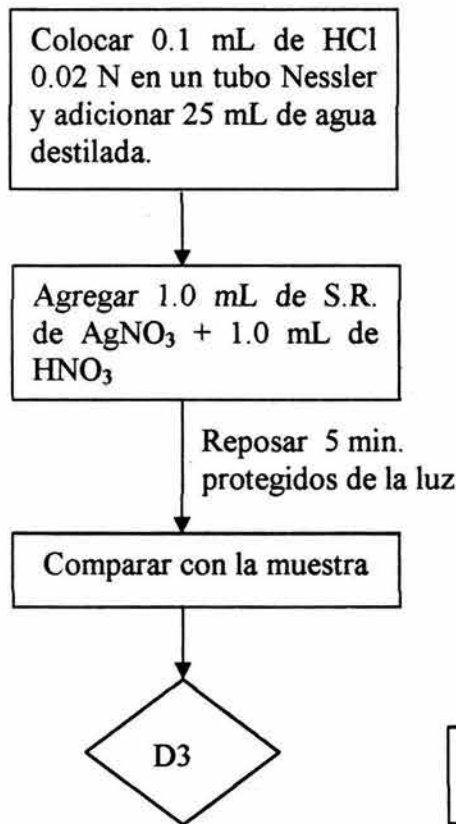 Colocar 0.1 mL de HCl
0.02 N en un tubo Nessler
y adicionar 25 mL de agua
destilada.
Agregar 1.0 mL de S.R.
de AgNO₃ + 1.0 mL de
HNO₃
Reposar 5 min.
protegidos de la luz
Comparar con la muestra
D3